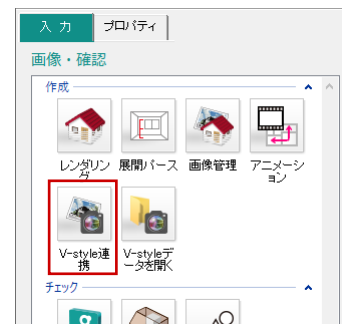 入 力
プロパティ
画像・確認
作成
レンダリング
展開パース
画像管理
アニメーション
V-style連携
V-styleデータを開く
チェック